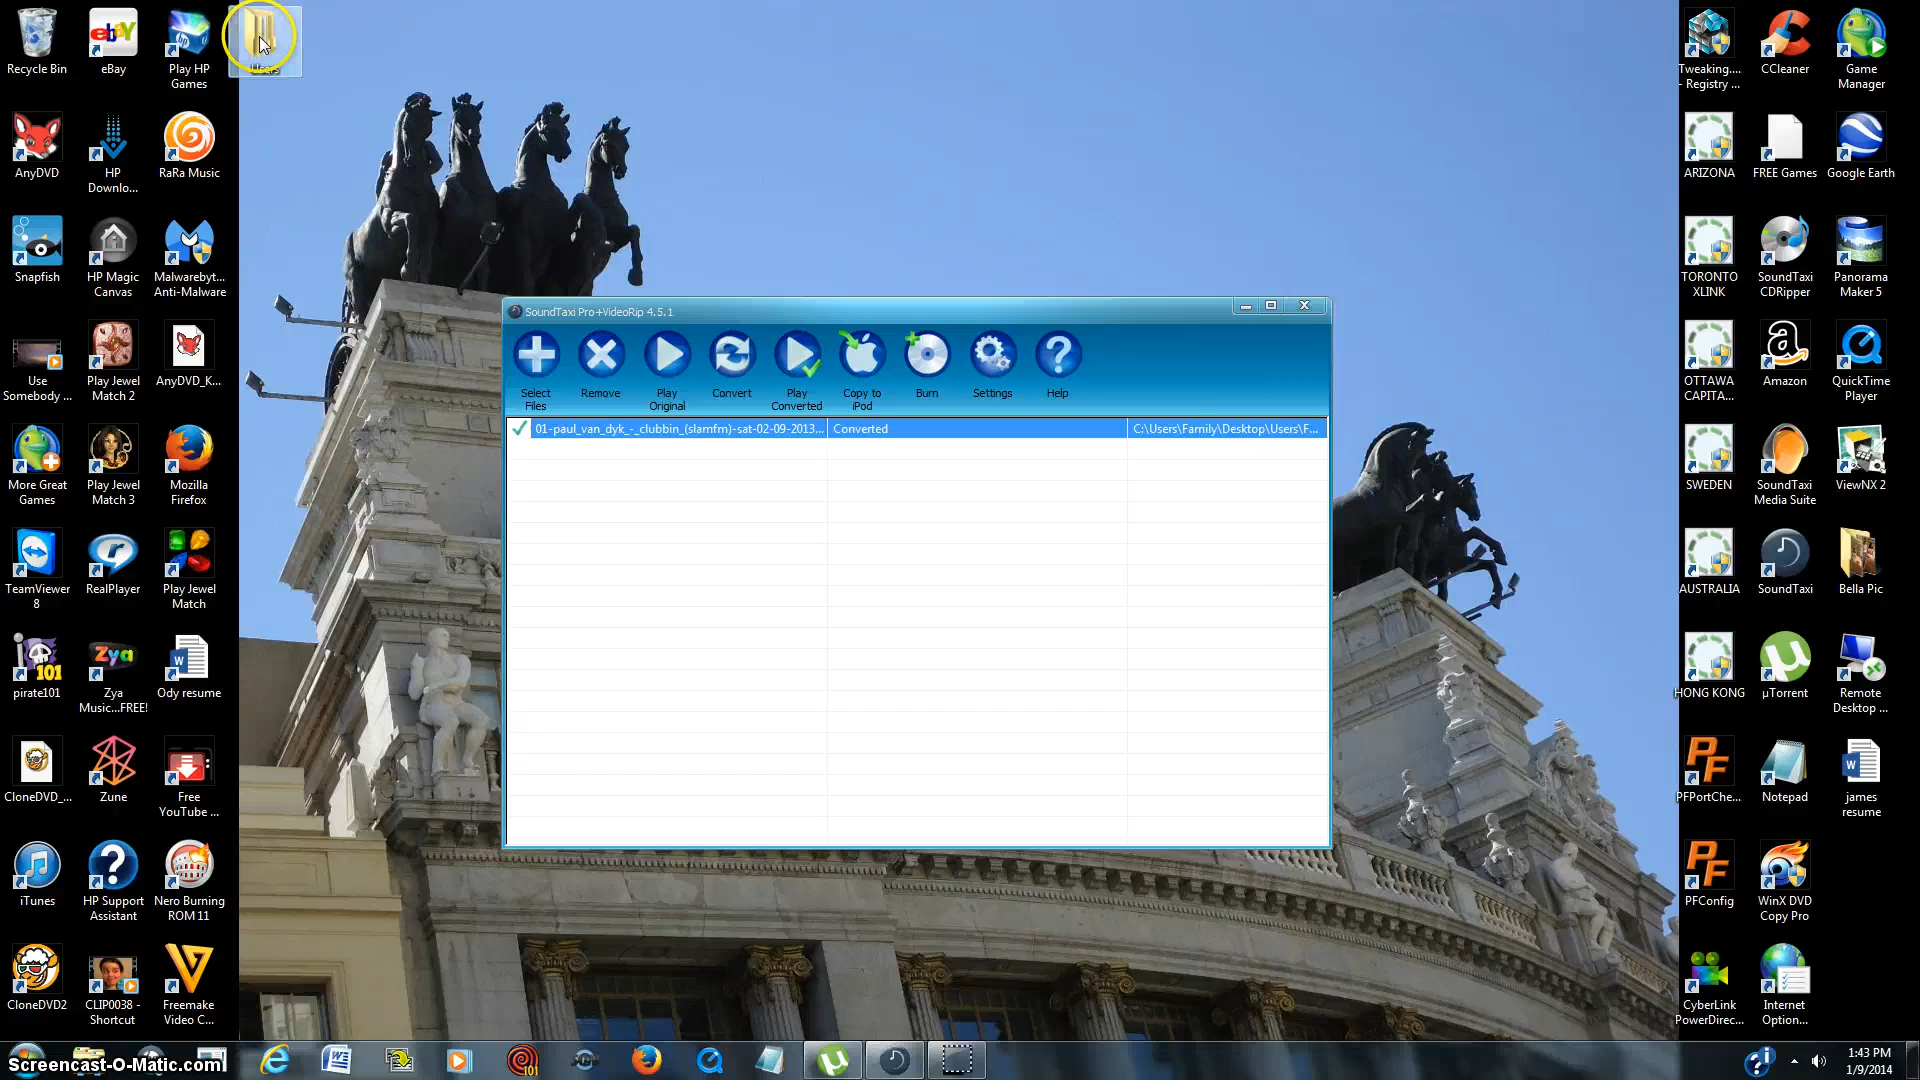 Recycle Bin
eBay
Play HP
Games
Users
AnyDVD
HP
Downlo...
RaRa Music
Snapfish
HP Magic
Canvas
Malwarebyt...
Anti-Malware
Use
Somebody ...
Play Jewel
Match 2
AnyDVD_K...
More Great
Games
Play Jewel
Match 3
Mozilla
Firefox
TeamViewer
8
RealPlayer
Play Jewel
Match
pirate101
Zya
Music...FREE!
Ody resume
CloneDVD_...
Zune
Free
YouTube ...
iTunes
HP Support
Assistant
Nero Burning
ROM 11
CloneDVD2
CLIP0038 -
Shortcut
Freemake
Video C...
SoundTaxi Pro+VideoRip 4.5.1
Select
Files
Remove
Play
Original
Convert
Play
Converted
Copy to
iPod
Burn
Settings
Help
01-paul_van_dyk_-_clubbin_(slamfm)-sat-02-09-2013...
Converted
C:\Users\Family\Desktop\Users\F...
Tweaking....
- Registry ...
CCleaner
Game
Manager
ARIZONA
FREE Games
Google Earth
TORONTO
XLINK
SoundTaxi
CDRipper
Panorama
Maker 5
OTTAWA
CAPITA...
Amazon
QuickTime
Player
SWEDEN
SoundTaxi
Media Suite
ViewNX 2
AUSTRALIA
SoundTaxi
Bella Pic
HONG KONG
µTorrent
Remote
Desktop ...
PFPortChe...
Notepad
james
resume
PFConfig
WinX DVD
Copy Pro
CyberLink
PowerDirec...
Internet
Option...
Screencast-O-Matic.com
1:43 PM
1/9/2014